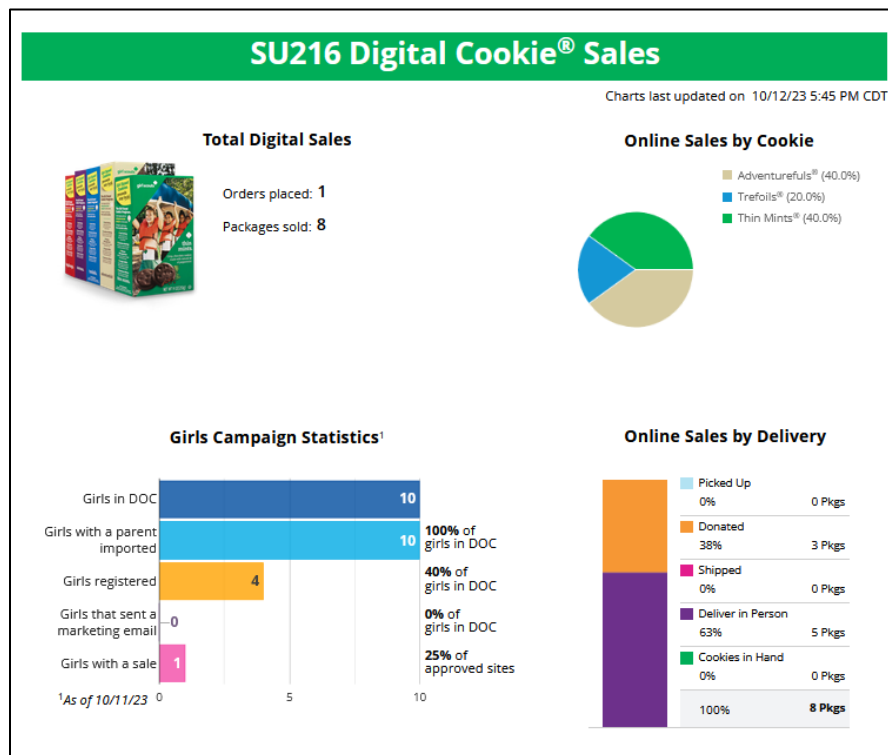 SU216 Digital Cookie® Sales
Charts last updated on 10/12/23 5:45 PM CDT
Total Digital Sales
Orders placed: 1
Packages sold: 8
thin
mints
Online Sales by Cookie
Adventurefuls® (40.0%)
Trefoils® (20.0%)
Thin Mints® (40.0%)
Girls Campaign Statistics¹
Girls in DOC
10
Girls with a parent
imported
10
100% of
girls in DOC
Girls registered
4
40% of
girls in DOC
Girls that sent a
marketing email
0
0% of
girls in DOC
Girls with a sale
1
25% of
approved sites
¹As of 10/11/23
0 5 10
Online Sales by Delivery
Picked Up
0% 0 Pkgs
Donated
38% 3 Pkgs
Shipped
0% 0 Pkgs
Deliver in Person
63% 5 Pkgs
Cookies in Hand
0% 0 Pkgs
100% 8 Pkgs